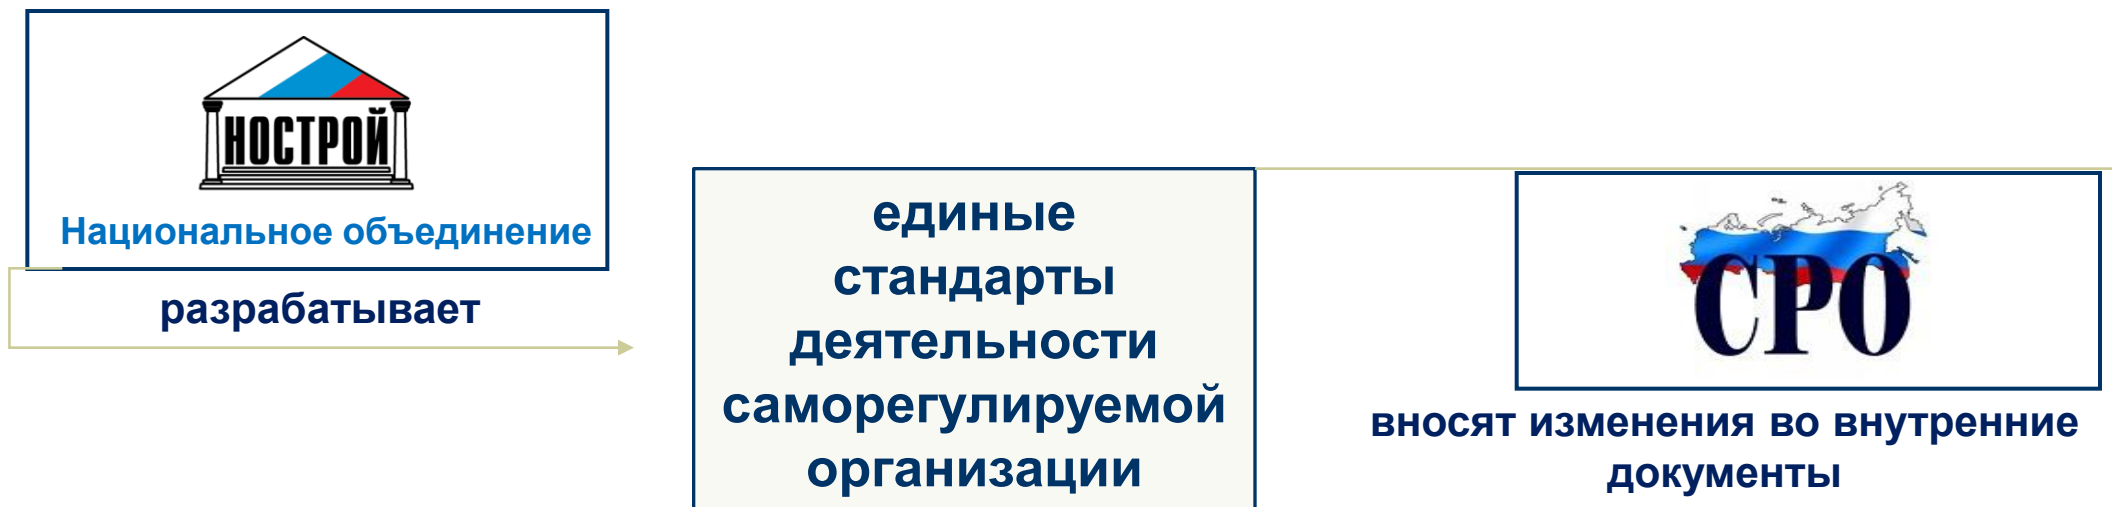 НОСТРОЙ
Национальное объединение
разрабатывает
единые
стандарты
деятельности
саморегулируемой
организации
СРО
вносят изменения во внутренние
документы